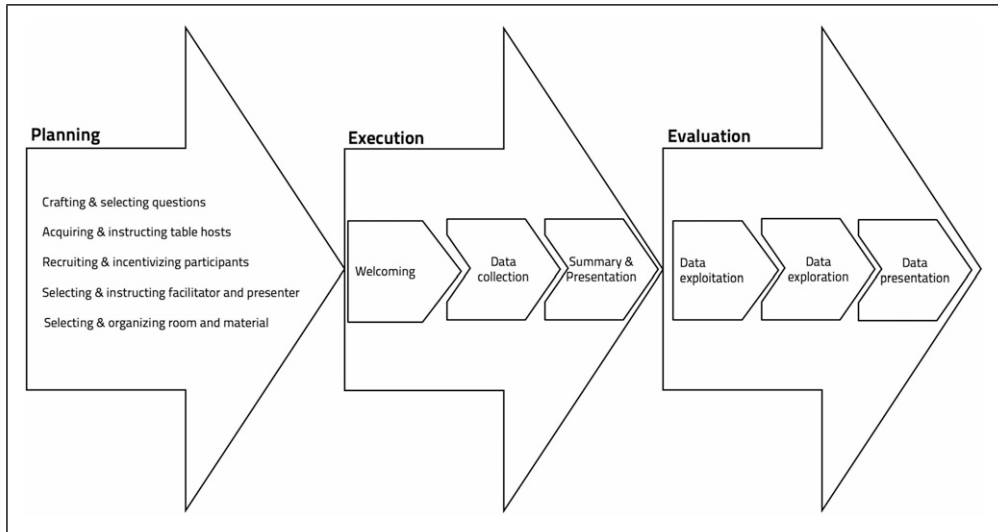 Planning
Crafting & selecting questions
Acquiring & instructing table hosts
Recruiting & incentivizing participants
Selecting & instructing facilitator and presenter
Selecting & organizing room and material
Execution
Welcoming
Data
collection
Summary &
Presentation
Evaluation
Data
exploitation
Data
exploration
Data
presentation